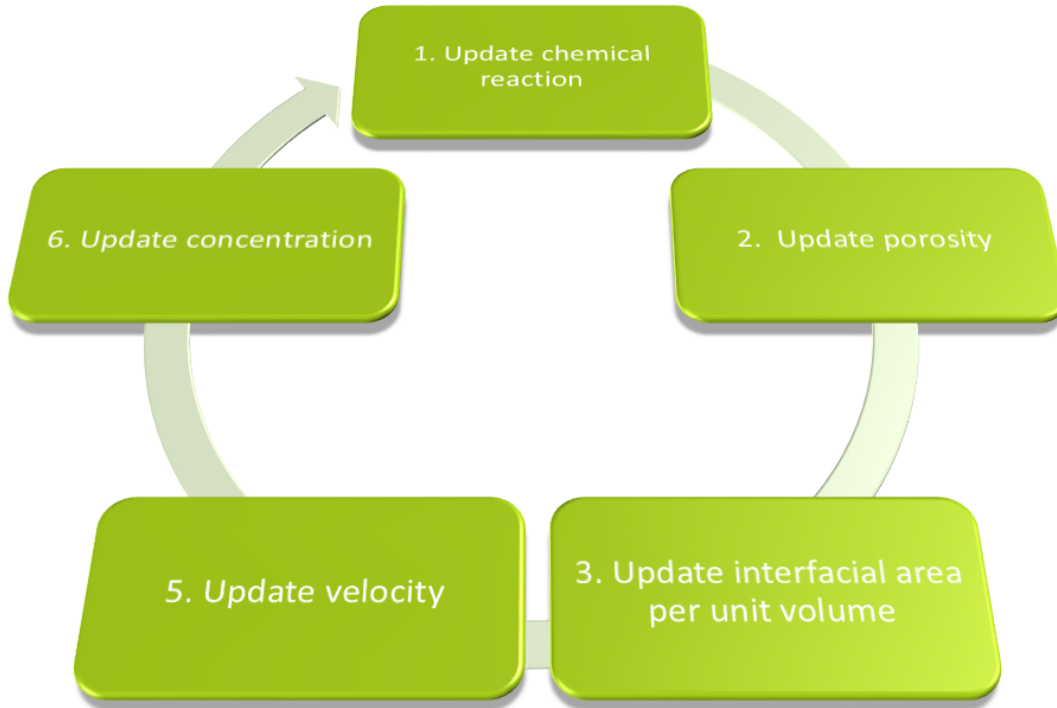 1. Update chemical
reaction
2. Update porosity
3. Update interfacial area
per unit volume
5. Update velocity
6. Update concentration